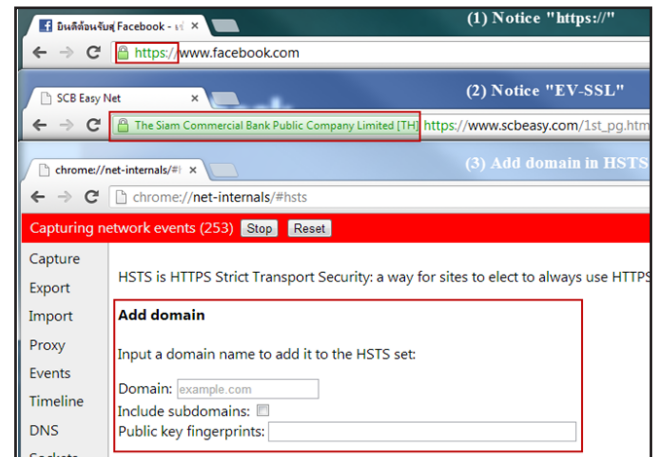 ยินดีต้อนรับสู่ Facebook - เข้ ×
(1) Notice "https://"
https://www.facebook.com
SCB Easy Net ×
(2) Notice "EV-SSL"
The Siam Commercial Bank Public Company Limited [TH] https://www.scbeasy.com/1st_pg.htm
chrome://net-internals/#h ×
(3) Add domain in HSTS
chrome://net-internals/#hsts
Capturing network events (253) Stop Reset
Capture
Export
Import
Proxy
Events
Timeline
DNS
Sockets
HSTS is HTTPS Strict Transport Security: a way for sites to elect to always use HTTPS
Add domain
Input a domain name to add it to the HSTS set:
Domain: example.com
Include subdomains:
Public key fingerprints: